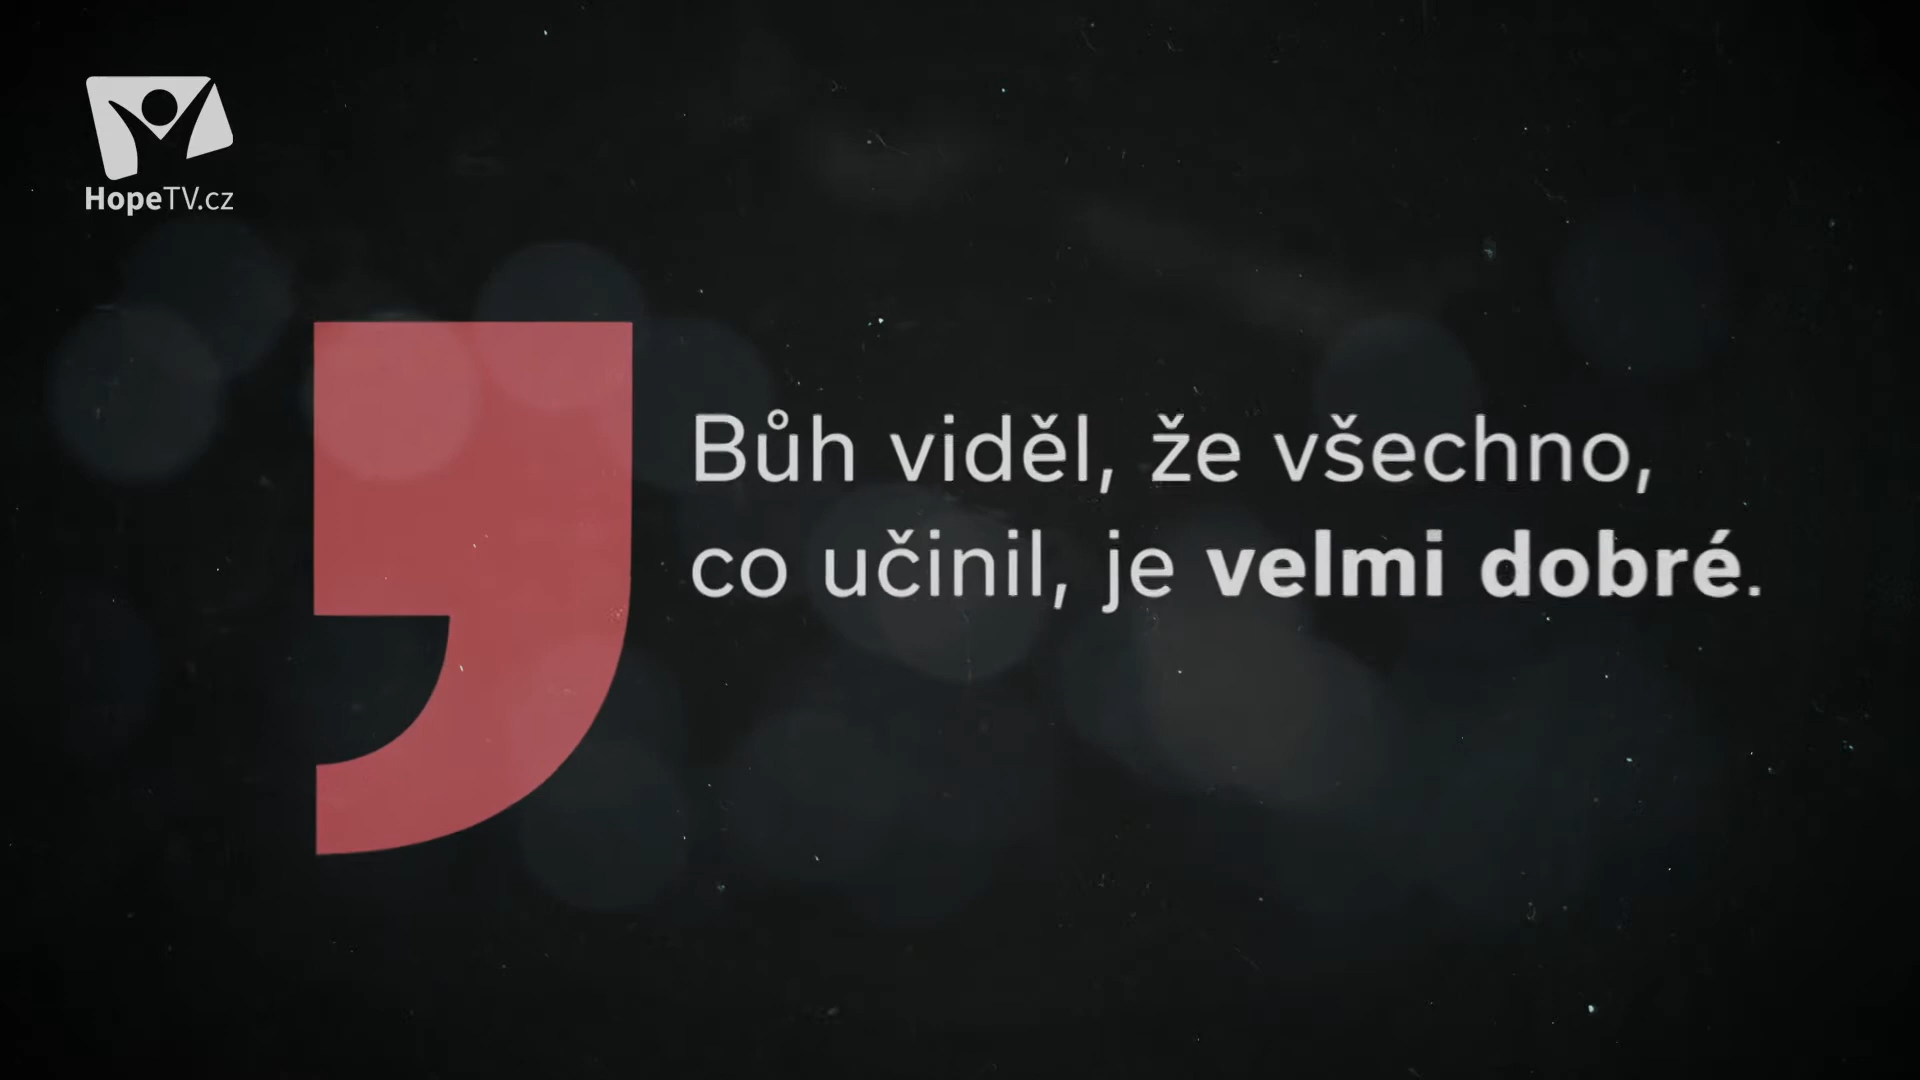 HopeTV.cz
Bůh viděl, že všechno,
co učinil, je velmi dobré.